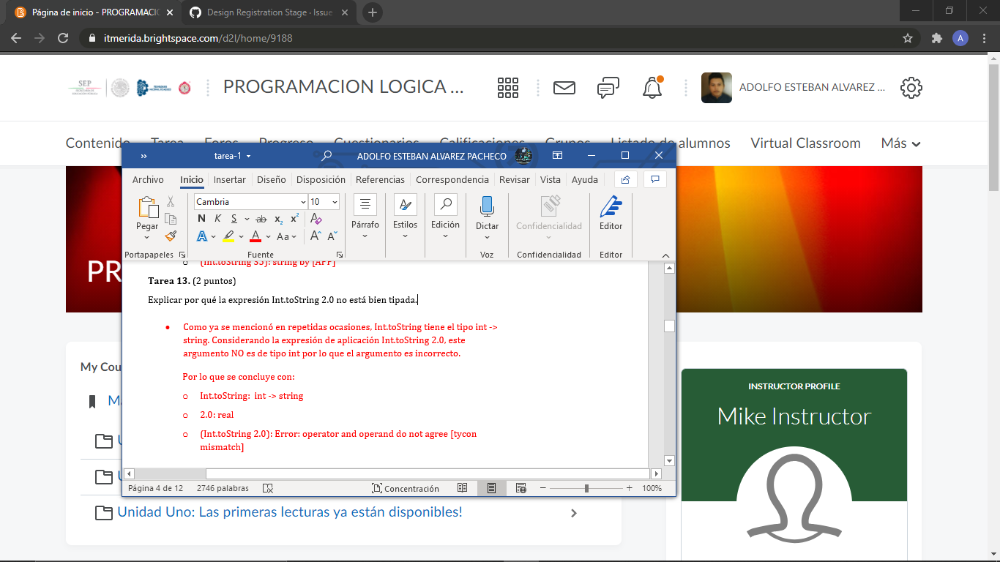 Página de inicio - PROGRAMACIO
Design Registration Stage · Issue
itmerida.brightspace.com/d2l/home/9188
A
SEP
PROGRAMACION LOGICA ...
ADOLFO ESTEBAN ALVAREZ ...
Contenido Tarea Foros Progreso Cuestionarios Calificaciones Grupos Listado de alumnos Virtual Classroom Más
tarea-1
ADOLFO ESTEBAN ALVAREZ PACHECO
Archivo Inicio Insertar Diseño Disposición Referencias Correspondencia Revisar Vista Ayuda
Cambria 10
N K S ab x₂ x²
A A Aa A A
Pegar Párrafo Estilos Edición Dictar Confidencialidad Editor
Portapapeles Fuente Voz Confidencialidad Editor
PR
o (Int.toString 35): string by [APP]
Tarea 13. (2 puntos)
Explicar por qué la expresión Int.toString 2.0 no está bien tipada.
• Como ya se mencionó en repetidas ocasiones, Int.toString tiene el tipo int ->
string. Considerando la expresión de aplicación Int.toString 2.0, este
argumento NO es de tipo int por lo que el argumento es incorrecto.
Por lo que se concluye con:
o Int.toString: int -> string
o 2.0: real
o (Int.toString 2.0): Error: operator and operand do not agree [tycon
mismatch]
Página 4 de 12 2746 palabras Concentración 100%
My Cou
Ma
U
U
Unidad Uno: Las primeras lecturas ya están disponibles!
INSTRUCTOR PROFILE
Mike Instructor